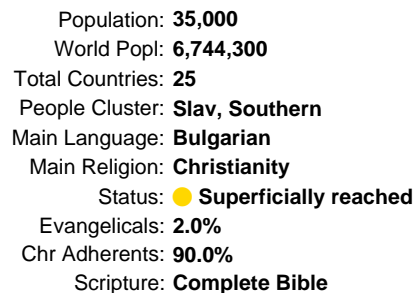 Population: 35,000
World Popl: 6,744,300
Total Countries: 25
People Cluster: Slav, Southern
Main Language: Bulgarian
Main Religion: Christianity
Status: Superficially reached
Evangelicals: 2.0%
Chr Adherents: 90.0%
Scripture: Complete Bible